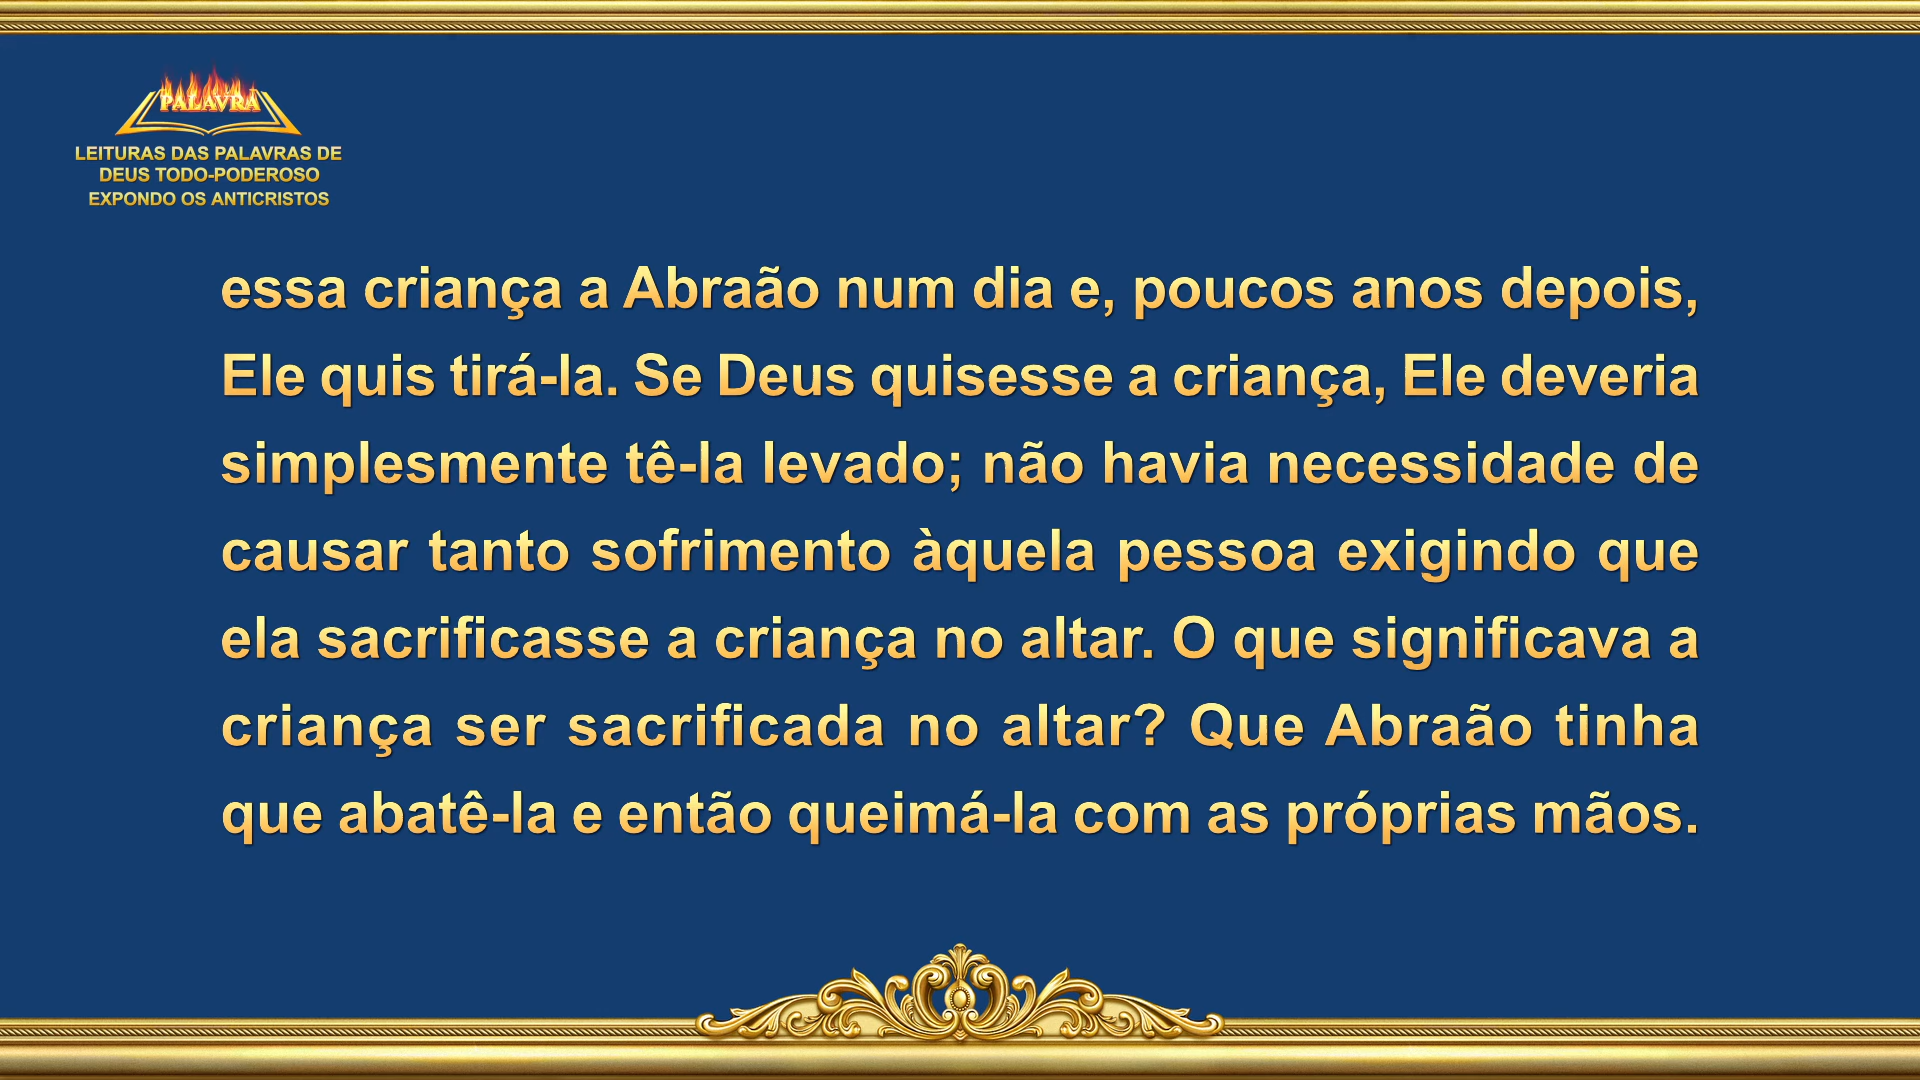 PALAVRA
LEITURAS DAS PALAVRAS DE
DEUS TODO-PODEROSO
EXPONDO OS ANTICRISTOS
essa criança a Abraão num dia e, poucos anos depois,
Ele quis tirá-la. Se Deus quisesse a criança, Ele deveria
simplesmente tê-la levado; não havia necessidade de
causar tanto sofrimento àquela pessoa exigindo que
ela sacrificasse a criança no altar. O que significava a
criança ser sacrificada no altar? Que Abraão tinha
que abatê-la e então queimá-la com as próprias mãos.